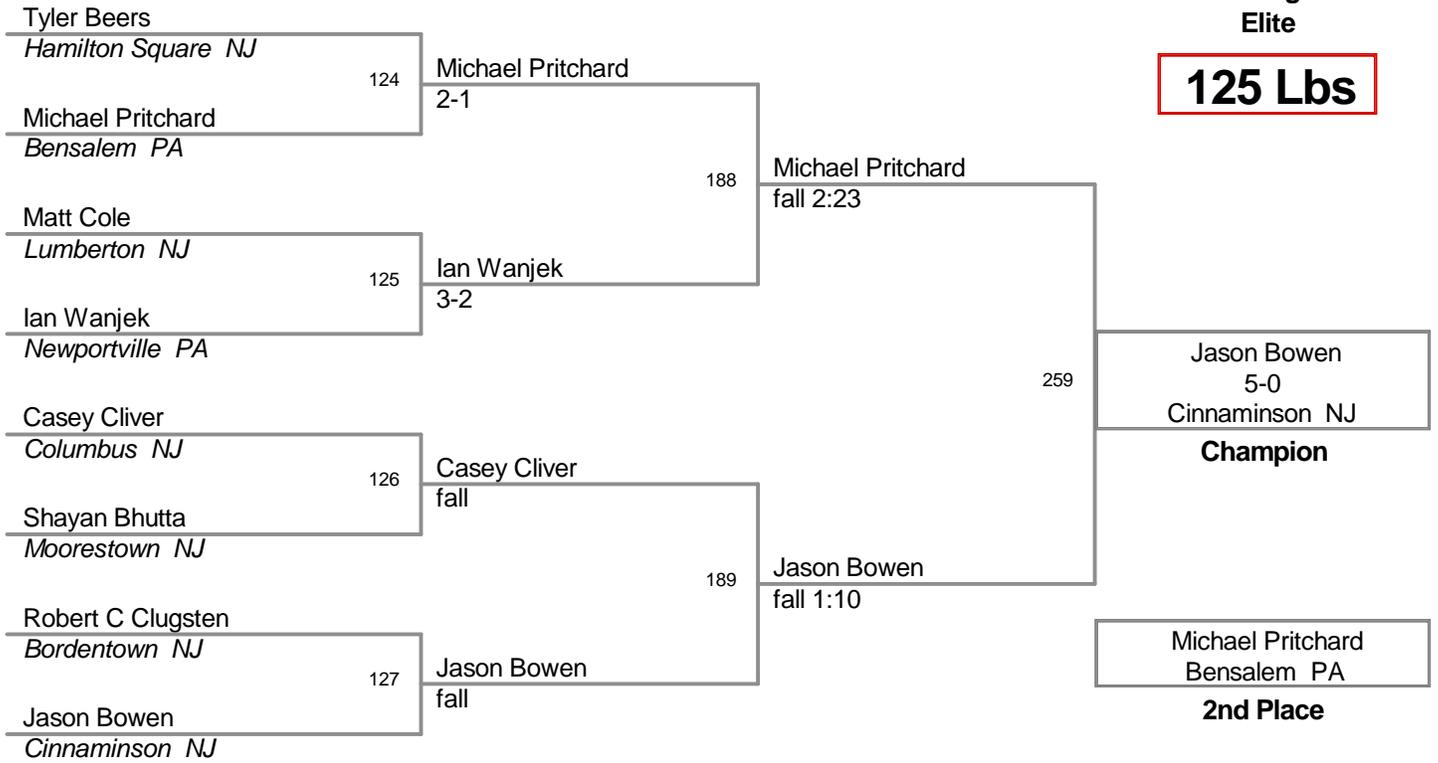 Elite
125 Lbs
Tyler Beers
Hamilton Square NJ
124
Michael Pritchard
2-1
Michael Pritchard
Bensalem PA
188
Michael Pritchard
fall 2:23
Matt Cole
Lumberton NJ
125
Ian Wanjek
3-2
Ian Wanjek
Newportville PA
259
Jason Bowen
5-0
Cinnaminson NJ
Champion
Casey Cliver
Columbus NJ
126
Casey Cliver
fall
Shayan Bhutta
Moorestown NJ
189
Jason Bowen
fall 1:10
Robert C Clugsten
Bordentown NJ
127
Jason Bowen
fall
Jason Bowen
Cinnaminson NJ
Michael Pritchard
Bensalem PA
2nd Place